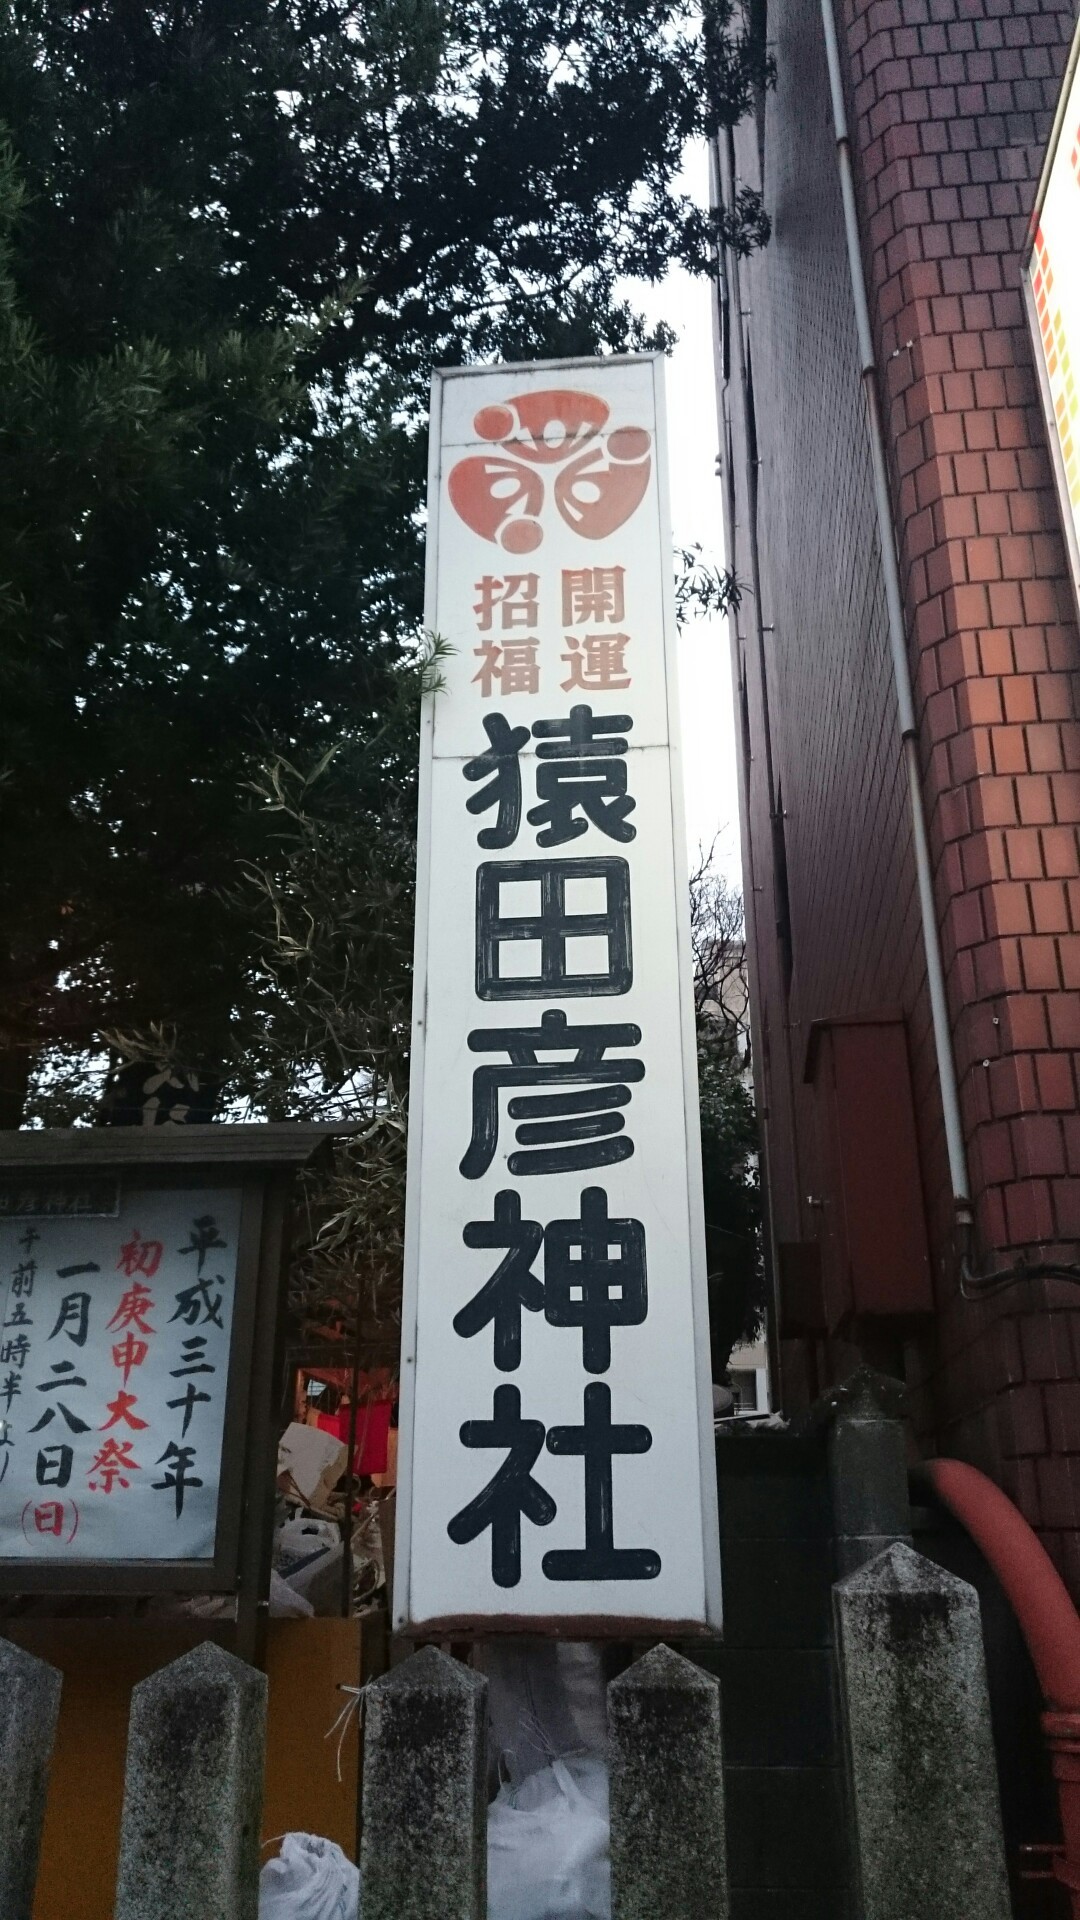 開運
招福
猿田彦神社
平成三十年
初庚申大祭
一月二八日(日)
午前五時半より